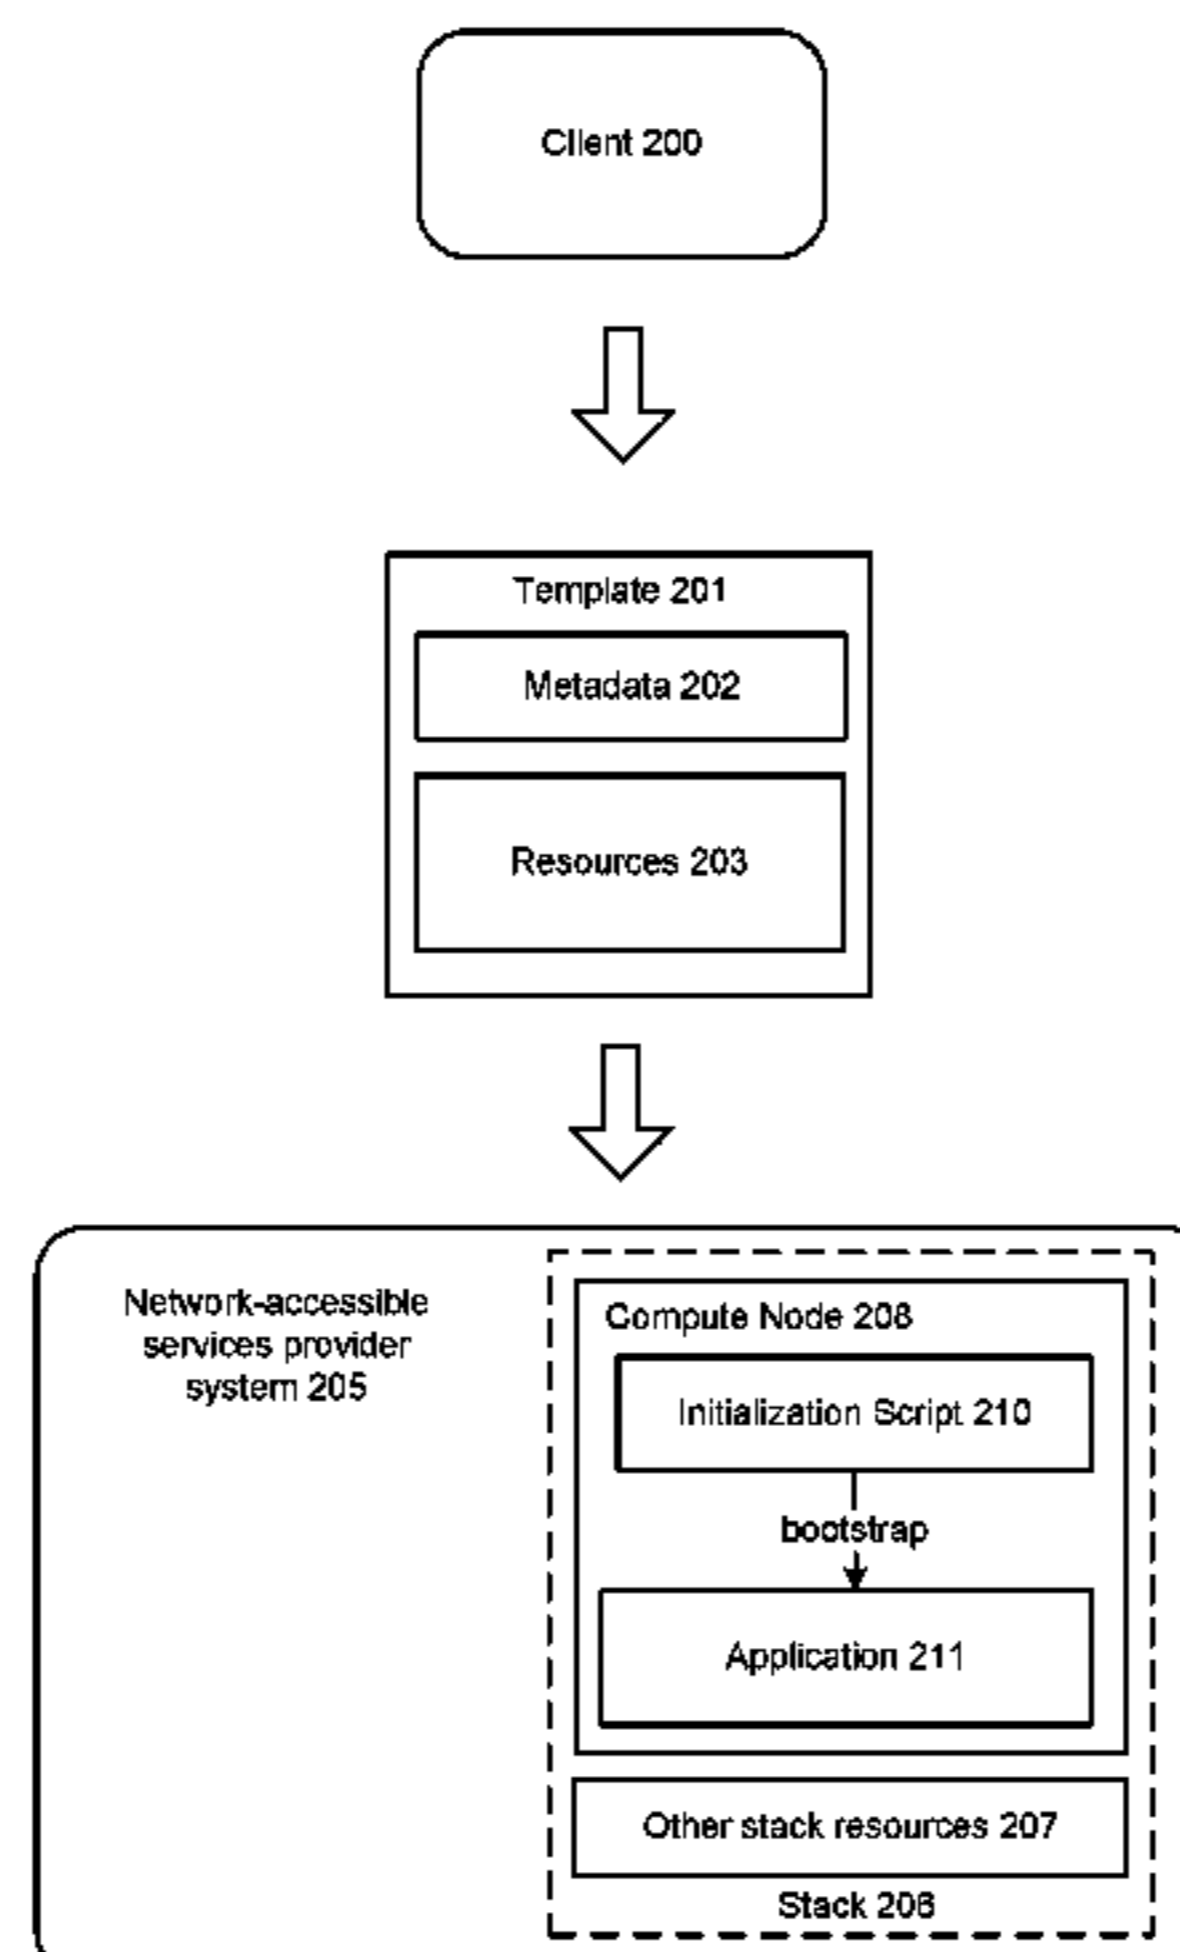 Client 200
Template 201
Metadata 202
Resources 203
Network-accessible
services provider
system 205
Compute Node 208
Initialization Script 210
bootstrap
Application 211
Other stack resources 207
Stack 206